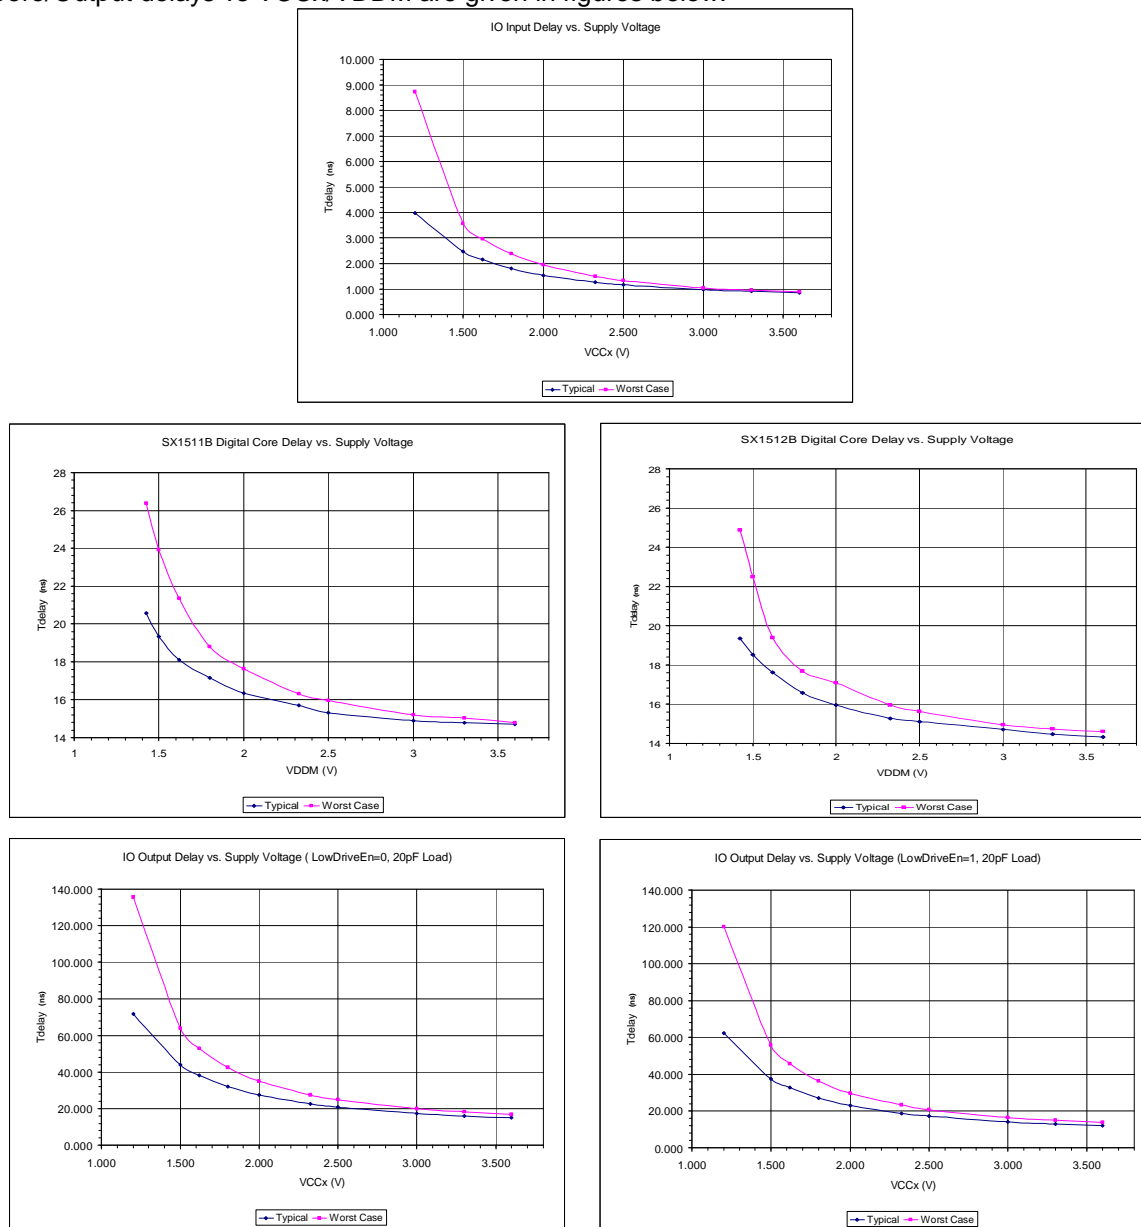 IO Input Delay vs. Supply Voltage
10.000
9.000
8.000
7.000
6.000
5.000
4.000
3.000
2.000
1.000
0.000
Tdelay (ns)
1.000 1.500 2.000 2.500 3.000 3.500
VCCx (V)
Typical Worst Case
SX1511B Digital Core Delay vs. Supply Voltage
28
26
24
22
20
18
16
14
Tdelay (ns)
1 1.5 2 2.5 3 3.5
VDDM (V)
Typical Worst Case
SX1512B Digital Core Delay vs. Supply Voltage
28
26
24
22
20
18
16
14
Tdelay (ns)
1 1.5 2 2.5 3 3.5
VDDM (V)
Typical Worst Case
IO Output Delay vs. Supply Voltage ( LowDriveEn=0, 20pF Load)
140.000
120.000
100.000
80.000
60.000
40.000
20.000
0.000
Tdelay (ns)
1.000 1.500 2.000 2.500 3.000 3.500
VCCx (V)
Typical Worst Case
IO Output Delay vs. Supply Voltage (LowDriveEn=1, 20pF Load)
140.000
120.000
100.000
80.000
60.000
40.000
20.000
0.000
Tdelay (ns)
1.000 1.500 2.000 2.500 3.000 3.500
VCCx (V)
Typical Worst Case